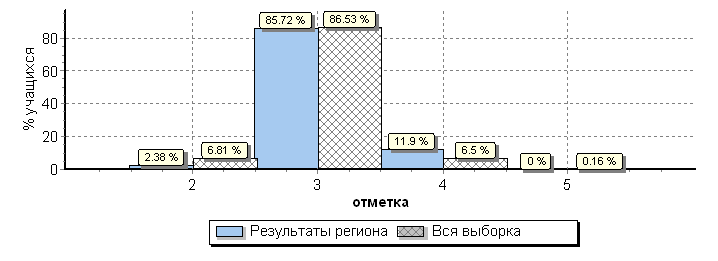 85.72 % 86.53 %
80
60
40
20
0
% учащихся
2.38 % 6.81 % 11.9 % 6.5 % 0 % 0.16 %
2 3 4 5
отметка
Результаты региона Вся выборка